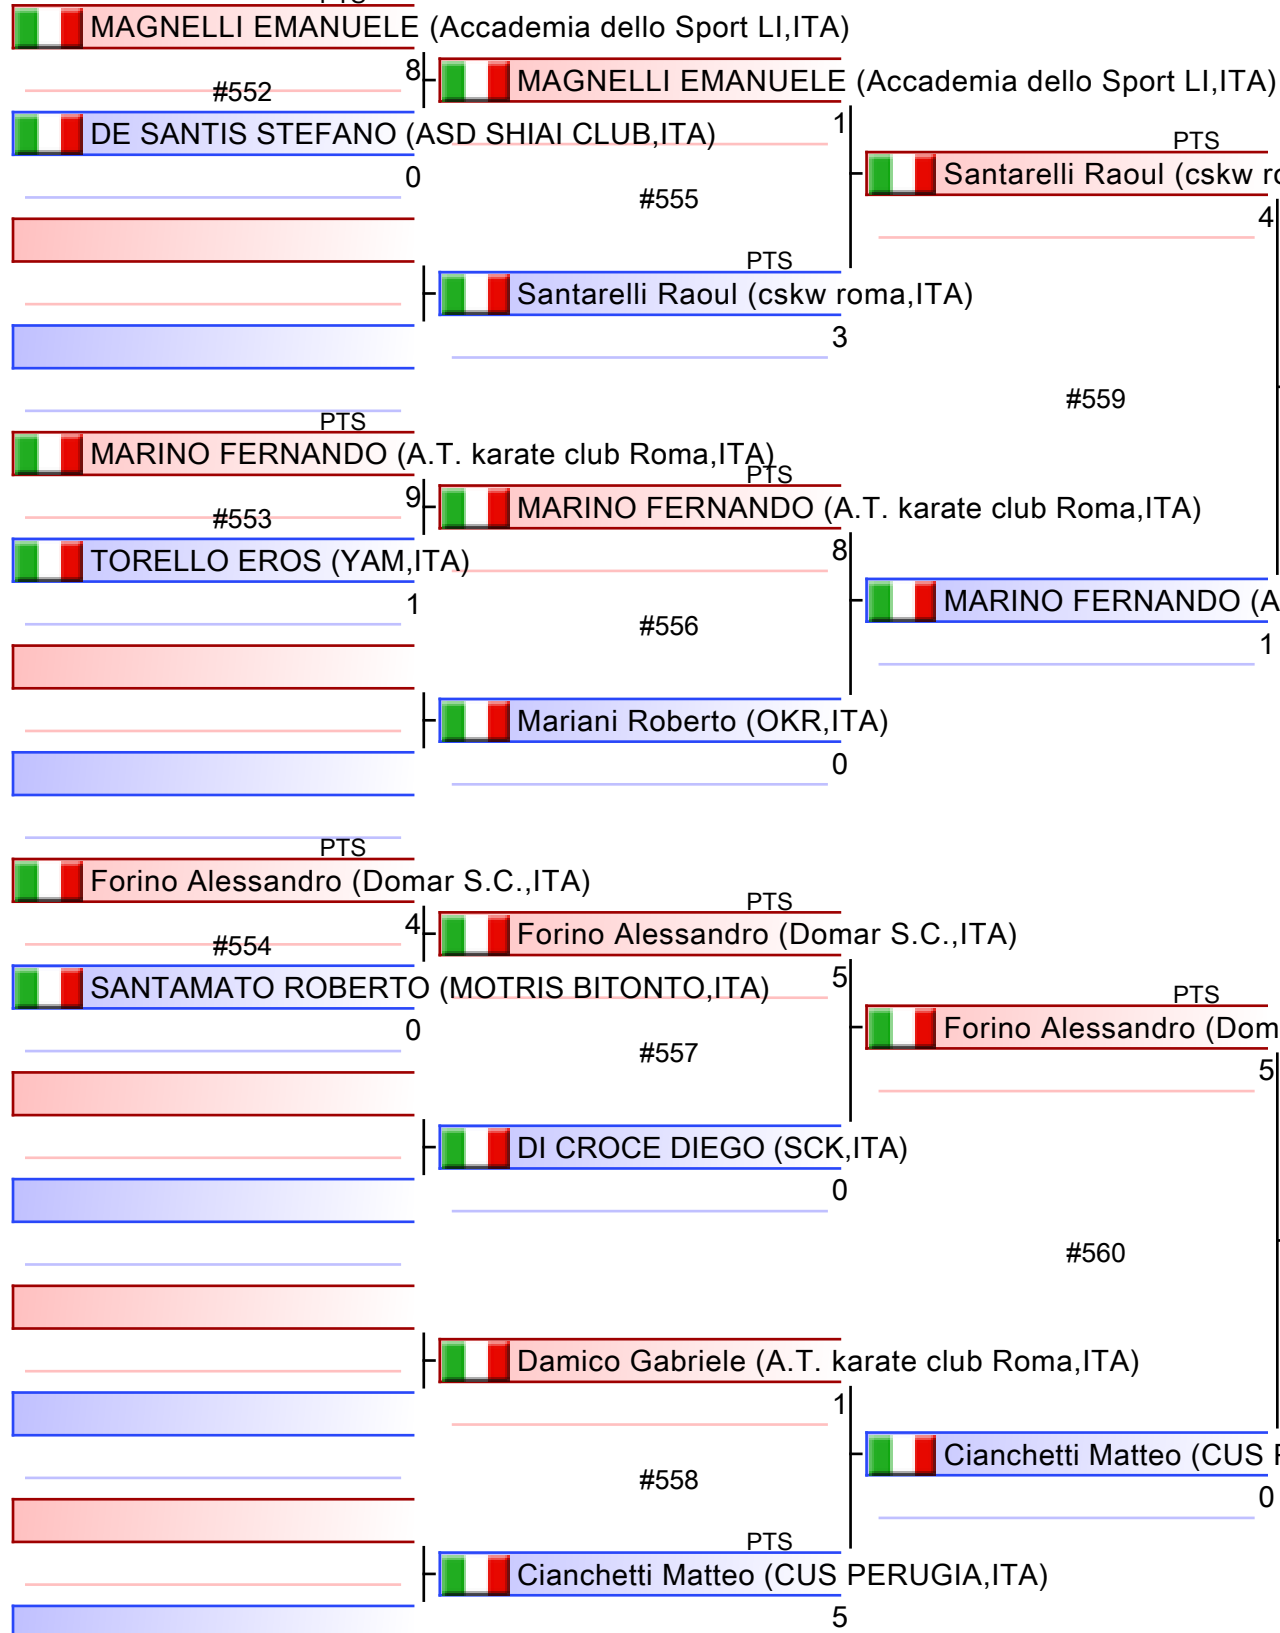 PTS
MAGNELLI EMANUELE (Accademia dello Sport LI,ITA)
8
#552
DE SANTIS STEFANO (ASD SHIAI CLUB,ITA)
0
PTS
MARINO FERNANDO (A.T. karate club Roma,ITA)
9
#553
TORELLO EROS (YAM,ITA)
1
PTS
Forino Alessandro (Domar S.C.,ITA)
4
#554
SANTAMATO ROBERTO (MOTRIS BITONTO,ITA)
0
MAGNELLI EMANUELE (Accademia dello Sport LI,ITA)
1
#555
PTS
Santarelli Raoul (cskw roma,ITA)
3
PTS
MARINO FERNANDO (A.T. karate club Roma,ITA)
8
#556
Mariani Roberto (OKR,ITA)
0
PTS
Forino Alessandro (Domar S.C.,ITA)
5
#557
DI CROCE DIEGO (SCK,ITA)
0
Damico Gabriele (A.T. karate club Roma,ITA)
1
#558
PTS
Cianchetti Matteo (CUS PERUGIA,ITA)
5
PTS
Santarelli Raoul (cskw ro
4
#559
MARINO FERNANDO (A
1
PTS
Forino Alessandro (Dom
5
#560
Cianchetti Matteo (CUS P
0